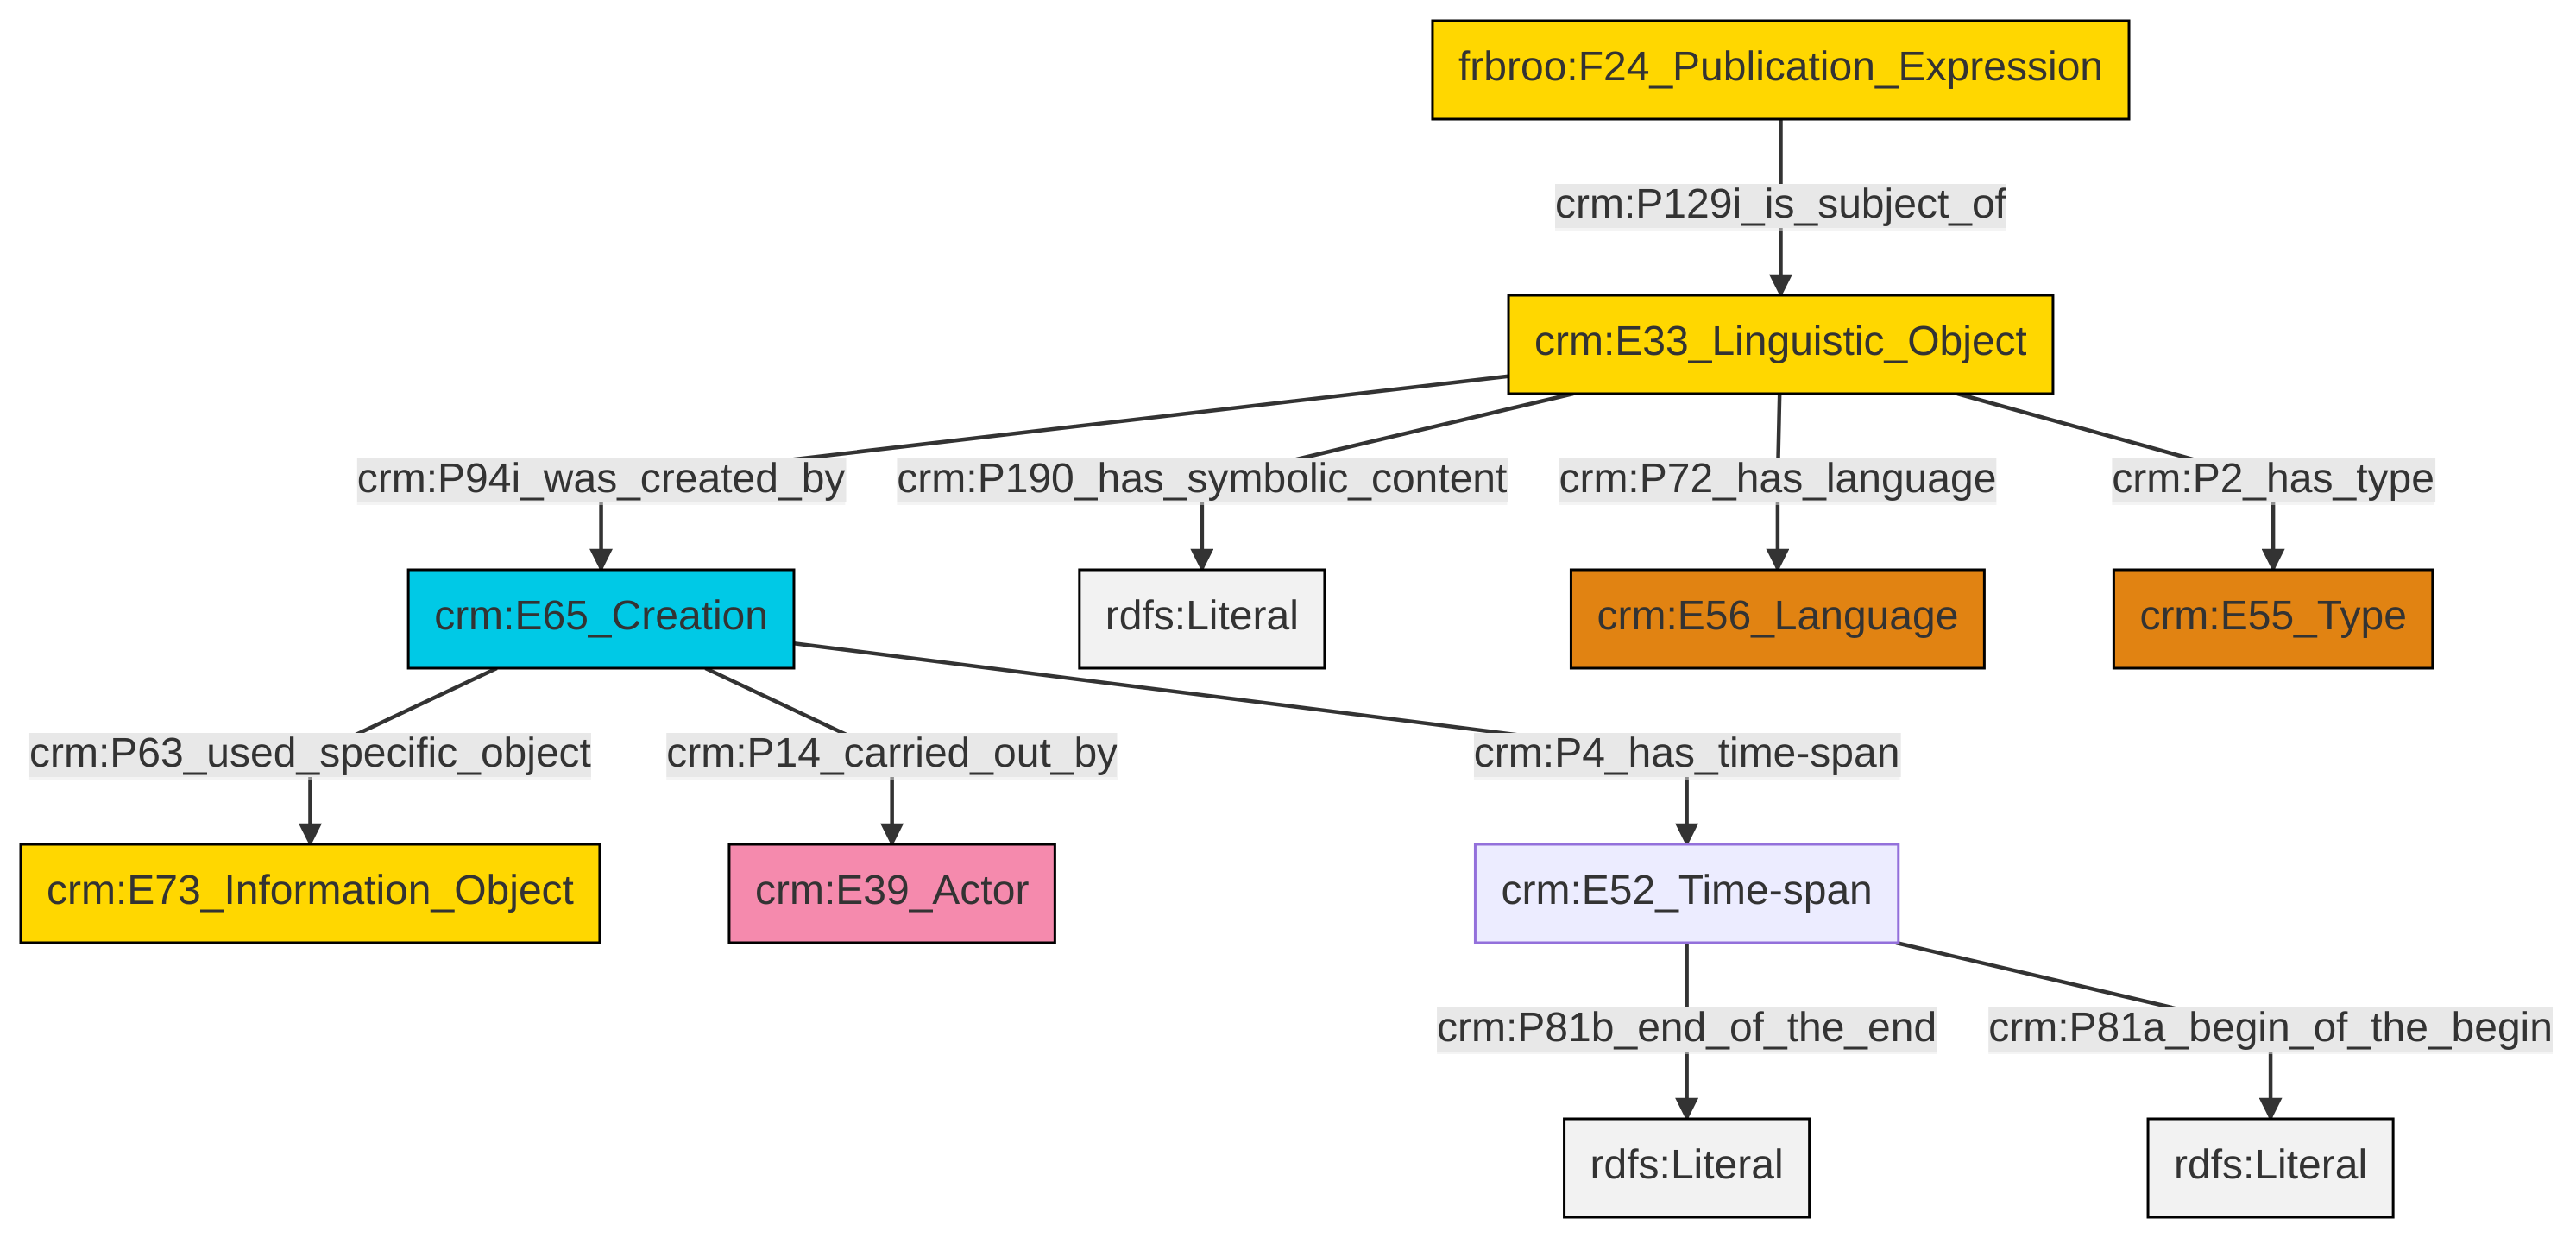 frbroo:F24_Publication_Expression
crm:P129i_is_subject_of
crm:E33_Linguistic_Object
crm:P94i_was_created_by
crm:P190_has_symbolic_content
crm:P72_has_language
crm:P2_has_type
crm:E65_Creation
rdfs:Literal
crm:E56_Language
crm:E55_Type
crm:P63_used_specific_object
crm:P14_carried_out_by
crm:P4_has_time-span
crm:E73_Information_Object
crm:E39_Actor
crm:E52_Time-span
crm:P81b_end_of_the_end
crm:P81a_begin_of_the_begin
rdfs:Literal
rdfs:Literal